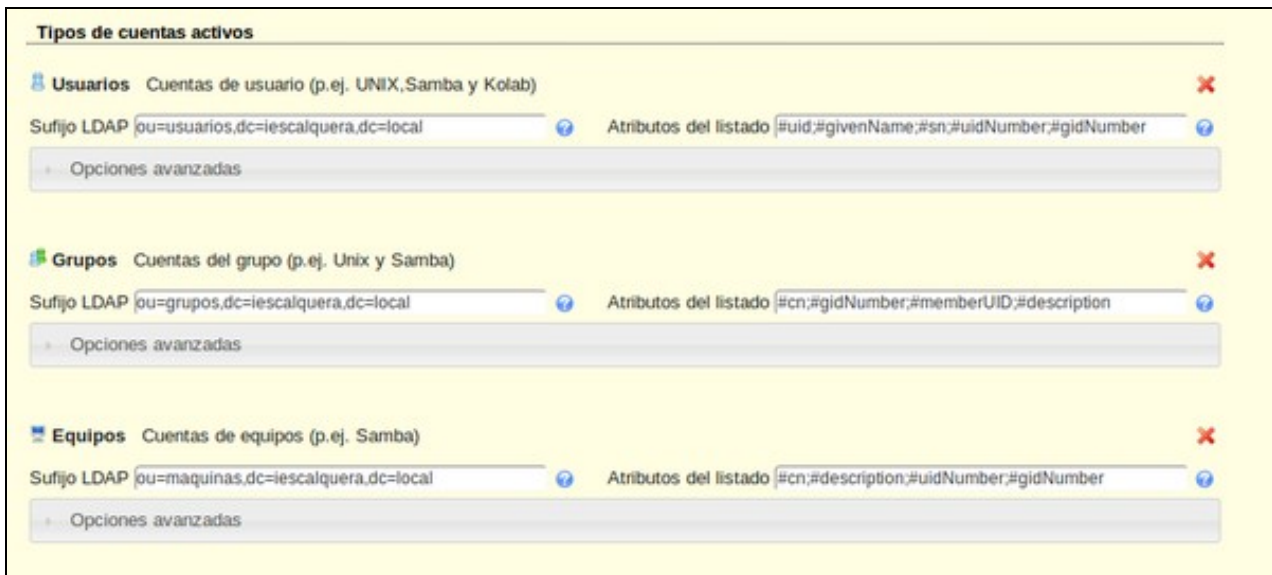 Tipos de cuentas activos
Usuarios Cuentas de usuario (p.ej. UNIX,Samba y Kolab)
Sufijo LDAP ou=usuarios,dc=iescalquera,dc=local Atributos del listado #uid;#givenName;#sn;#uidNumber;#gidNumber
Opciones avanzadas
Grupos Cuentas del grupo (p.ej. Unix y Samba)
Sufijo LDAP ou=grupos,dc=iescalquera,dc=local Atributos del listado #cn;#gidNumber;#memberUID;#description
Opciones avanzadas
Equipos Cuentas de equipos (p.ej. Samba)
Sufijo LDAP ou=maquinas,dc=iescalquera,dc=local Atributos del listado #cn;#description;#uidNumber;#gidNumber
Opciones avanzadas